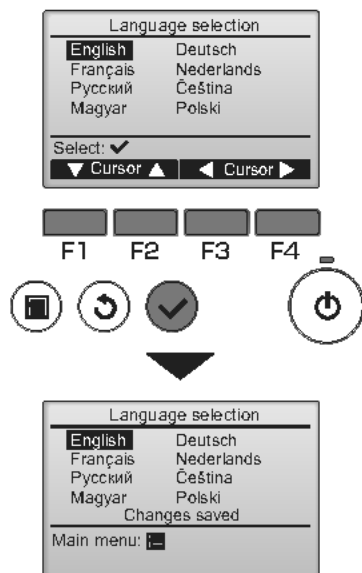 Language selection
English Deutsch
Français Nederlands
Русский Čeština
Magyar Polski
Select: ✔
▼ Cursor ▲ ◀ Cursor ▶
F1 F2 F3 F4
Language selection
English Deutsch
Français Nederlands
Русский Čeština
Magyar Polski
Changes saved
Main menu: